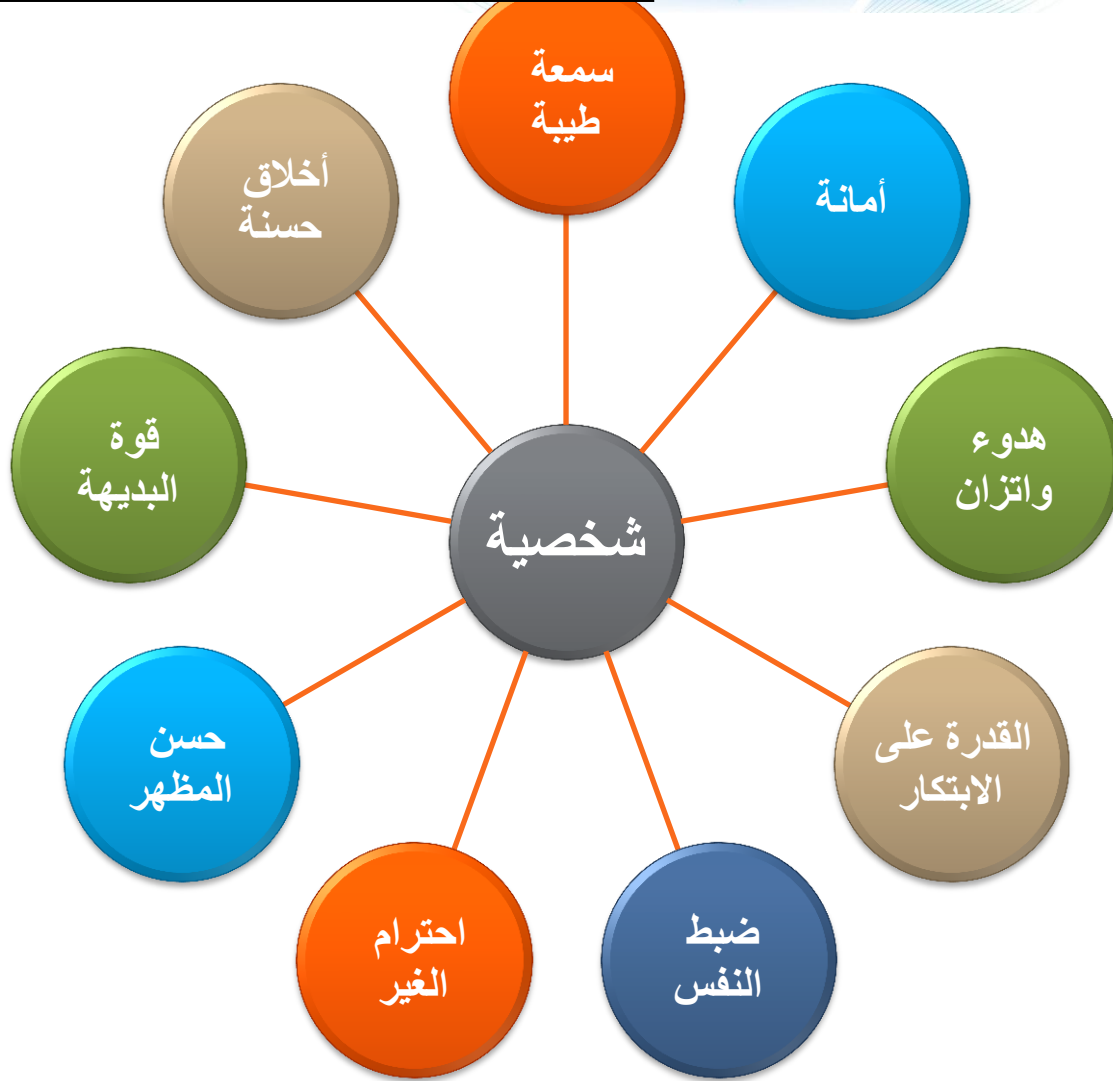 سمعة
طيبة
أمانة
هدوء
واتزان
القدرة على
الابتكار
ضبط
النفس
احترام
الغير
حسن
المظهر
قوة
البديهة
أخلاق
حسنة
شخصية